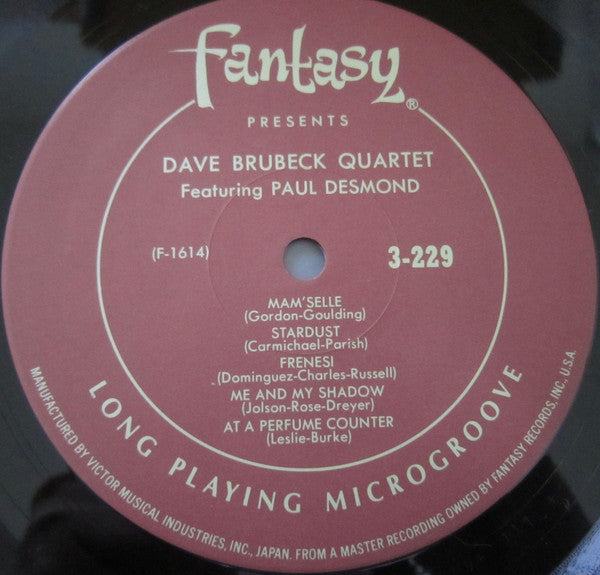 Fantasy®
PRESENTS
DAVE BRUBECK QUARTET
Featuring PAUL DESMOND
(F-1614)
3-229
MAM'SELLE
(Gordon-Goulding)
STARDUST
(Carmichael-Parish)
FRENESI
(Dominguez-Charles-Russell)
ME AND MY SHADOW
(Jolson-Rose-Dreyer)
AT A PERFUME COUNTER
(Leslie-Burke)
LONG PLAYING MICROGROOVE
MANUFACTURED BY VICTOR MUSICAL INDUSTRIES, INC., JAPAN. FROM A MASTER RECORDING OWNED BY FANTASY RECORDS, INC. U.S.A.